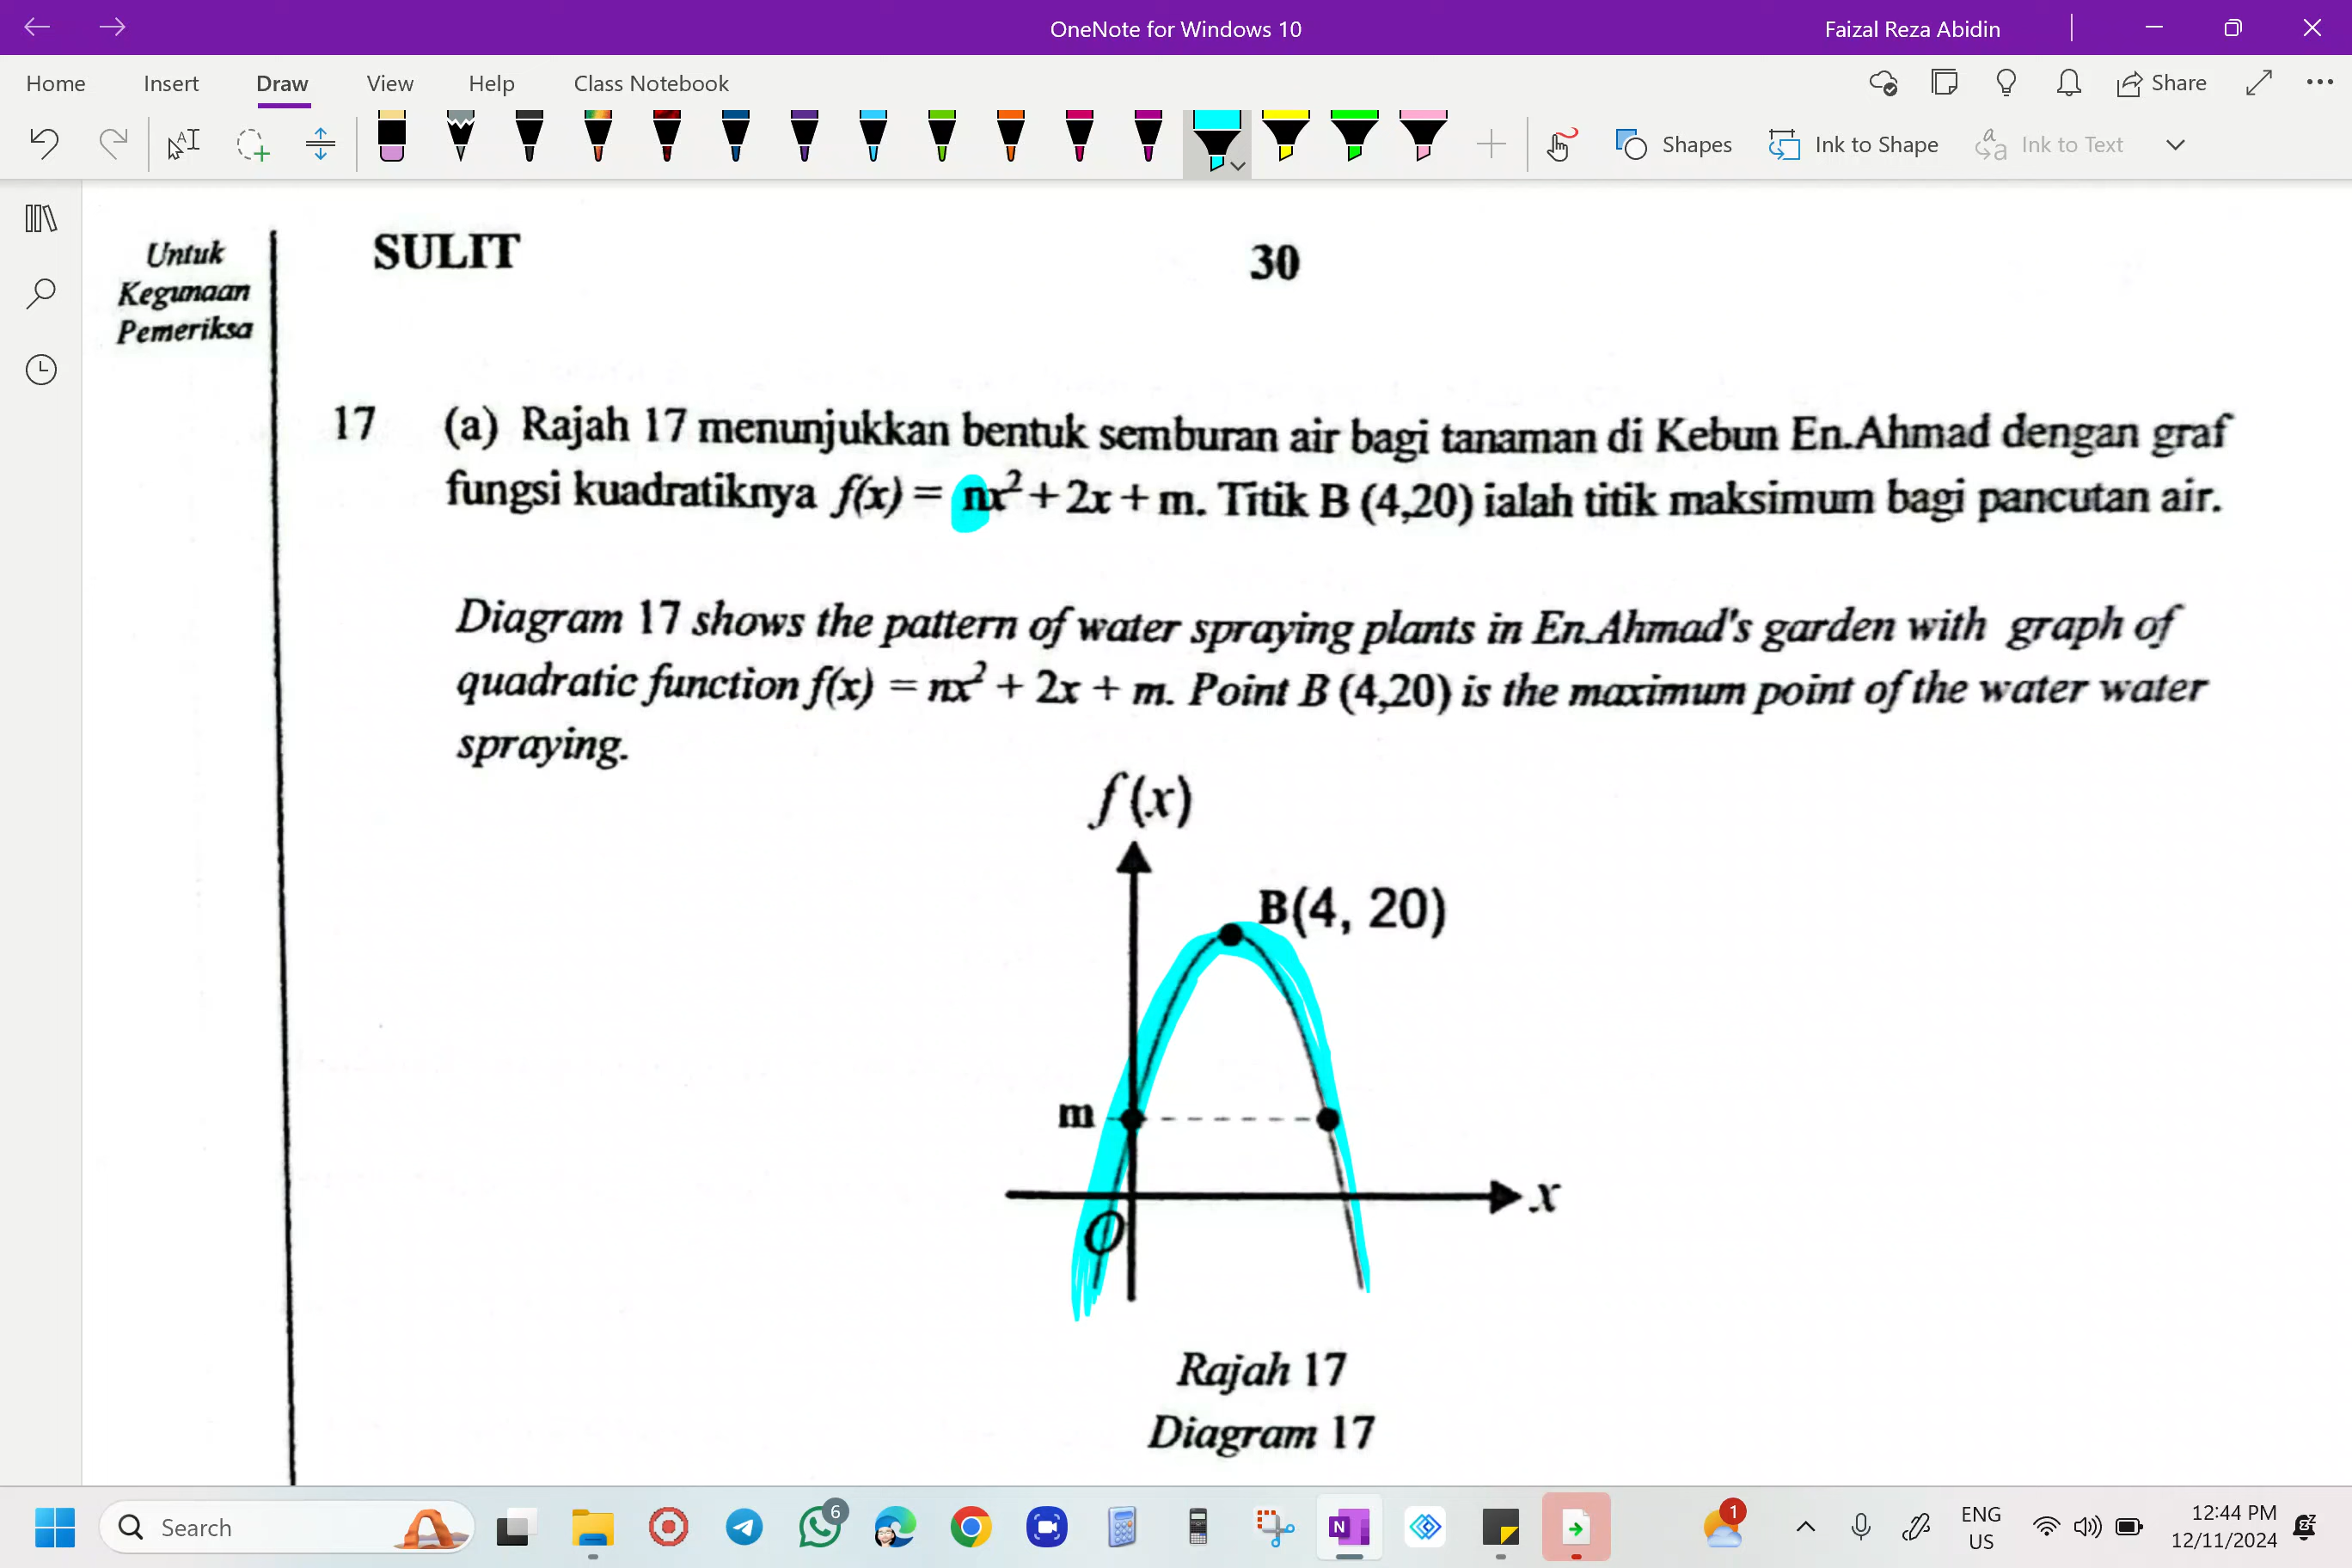 OneNote for Windows 10
Faizal Reza Abidin
Home Insert Draw View Help Class Notebook
Share
Shapes Ink to Shape Ink to Text
Untuk
Kegunaan
Pemeriksa
SULIT
30
17 (a) Rajah 17 menunjukkan bentuk semburan air bagi tanaman di Kebun En.Ahmad dengan graf
fungsi kuadratiknya f(x) = nx² + 2x + m. Titik B (4,20) ialah titik maksimum bagi pancutan air.
Diagram 17 shows the pattern of water spraying plants in En.Ahmad's garden with graph of
quadratic function f(x) = nx² + 2x + m. Point B (4,20) is the maximum point of the water water
spraying.
f(x)
B(4, 20)
m
x
O
Rajah 17
Diagram 17
Search
6
1
ENG
US
12:44 PM
12/11/2024